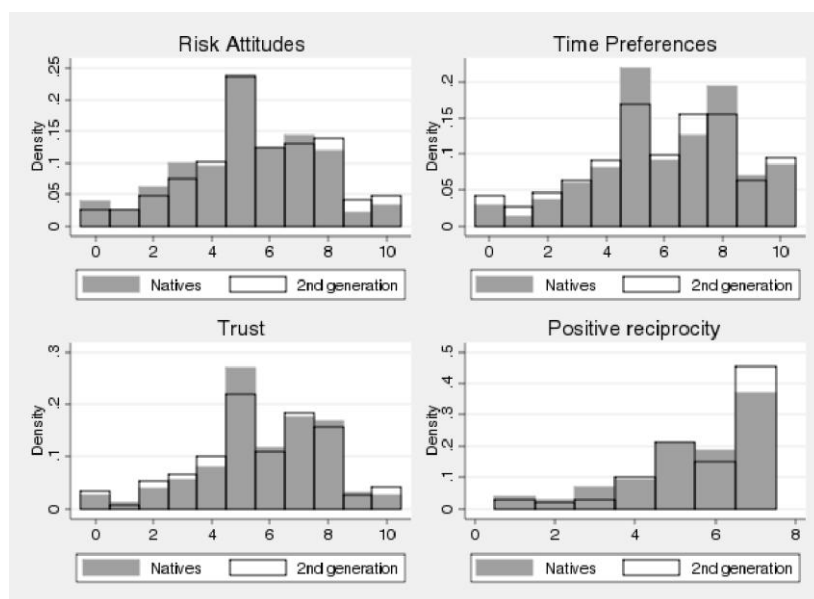 Risk Attitudes
Density
0 .05 .1 .15 .2 .25
0 2 4 6 8 10
Natives 2nd generation
Time Preferences
Density
0 .05 .1 .15 .2
0 2 4 6 8 10
Natives 2nd generation
Trust
Density
0 .1 .2 .3
0 2 4 6 8 10
Natives 2nd generation
Positive reciprocity
Density
0 .1 .2 .3 .4 .5
0 2 4 6 8
Natives 2nd generation